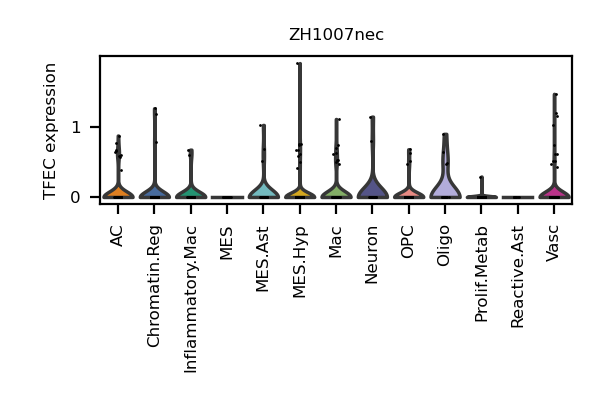 ZH1007nec
TFEC expression
1
0
AC
Chromatin.Reg
Inflammatory.Mac
MES
MES.Ast
MES.Hyp
Mac
Neuron
OPC
Oligo
Prolif.Metab
Reactive.Ast
Vasc